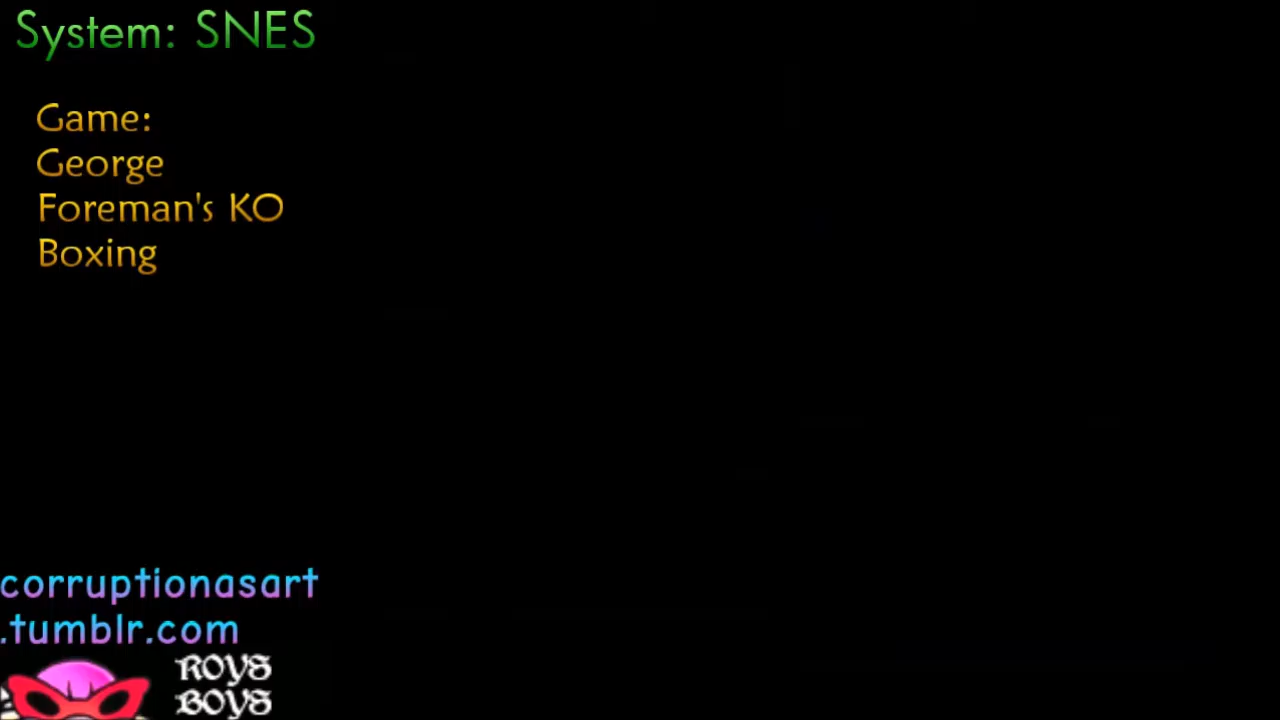 System: SNES
Game:
George
Foreman's KO
Boxing
corruptionasart
.tumblr.com
ROYS
BOYS